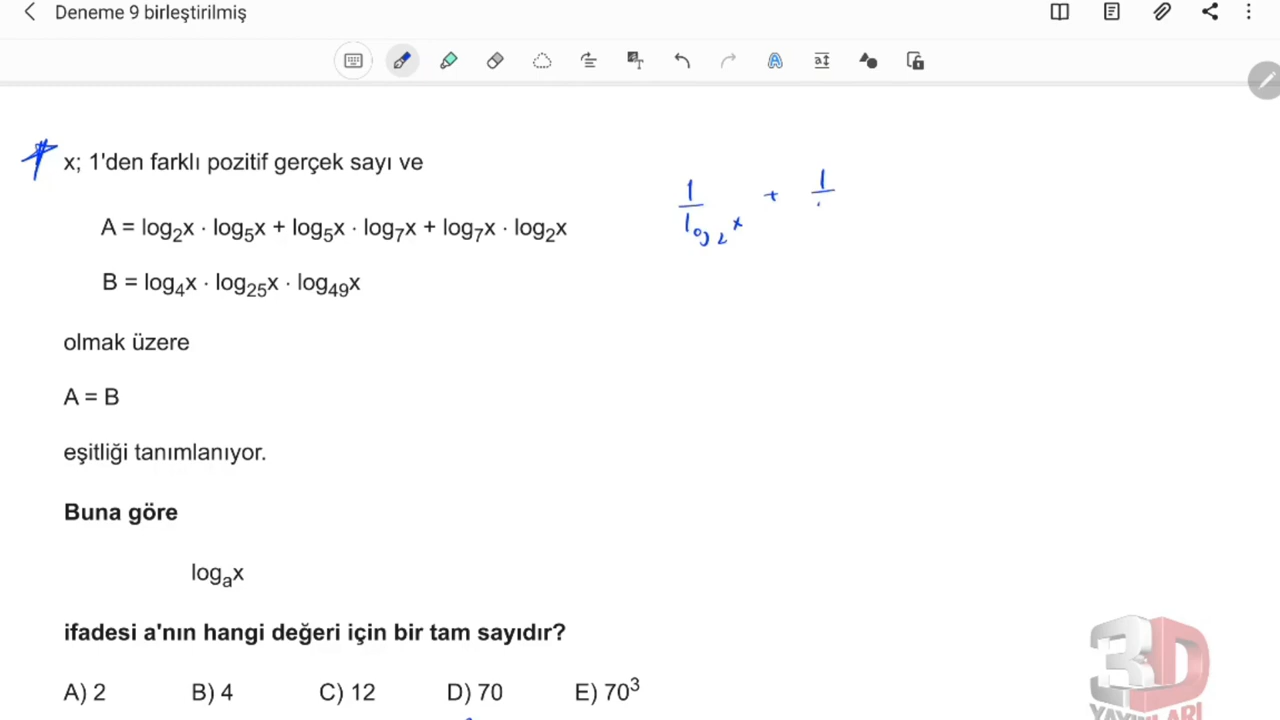 Deneme 9 birleştirilmiş
x; 1'den farklı pozitif gerçek sayı ve
A = log₂x · log₅x + log₅x · log₇x + log₇x · log₂x
B = log₄x · log₂₅x · log₄₉x
1/log₂x + 1/
olmak üzere
A = B
eşitliği tanımlanıyor.
Buna göre
logₐx
ifadesi a'nın hangi değeri için bir tam sayıdır?
A) 2 B) 4 C) 12 D) 70 E) 70³
3D
YAYINLARI